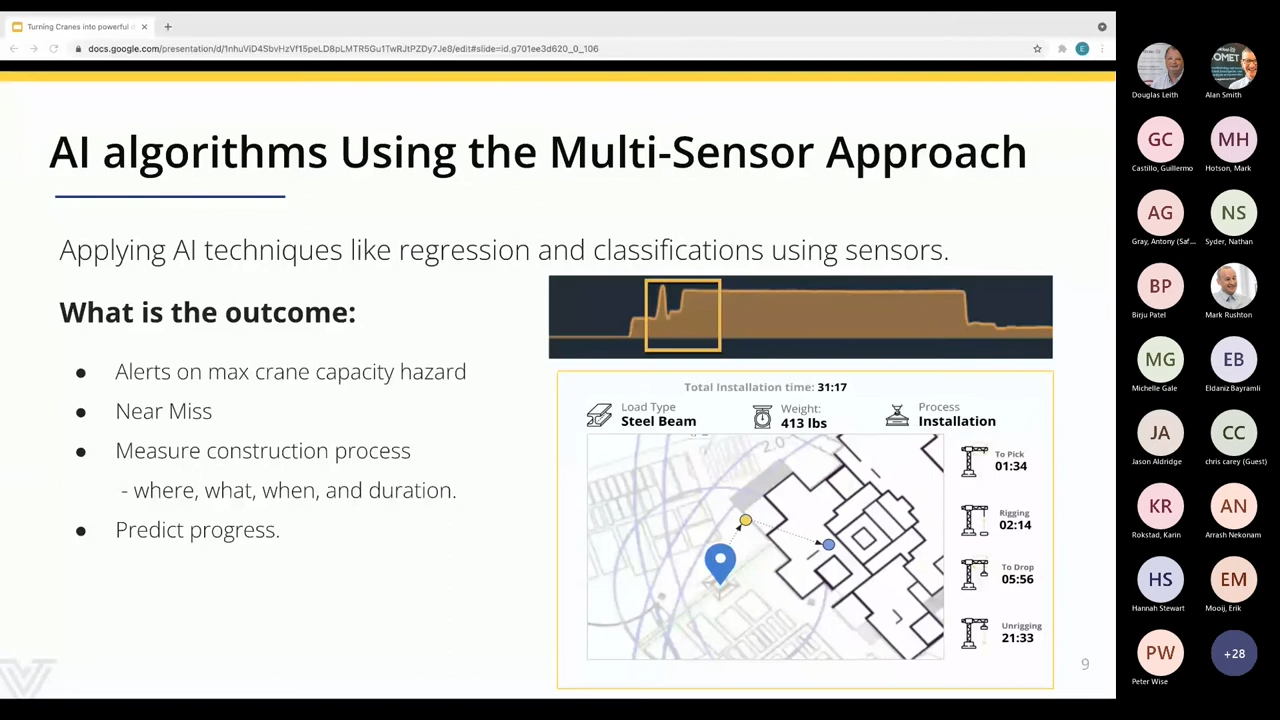 Turning Cranes into powerful d
docs.google.com/presentation/d/1nhuViD4SbvHzVf15peLD8pLMTR5Gu1TwRJtPZDy7Je8/edit#slide=id.g701ee3d620_0_106
E
AI algorithms Using the Multi-Sensor Approach
Applying AI techniques like regression and classifications using sensors.
What is the outcome:
● Alerts on max crane capacity hazard
● Near Miss
● Measure construction process
- where, what, when, and duration.
● Predict progress.
Total Installation time: 31:17
Load Type
Steel Beam
Weight:
413 lbs
Process
Installation
2.0
To Pick
01:34
Rigging
02:14
To Drop
05:56
Unrigging
21:33
9
Douglas Leith
OMET
Alan Smith
GC
Castillo, Guillermo
MH
Hotson, Mark
AG
Gray, Antony (Saf...
NS
Syder, Nathan
BP
Birju Patel
Mark Rushton
MG
Michelle Gale
EB
Eldaniz Bayramli
JA
Jason Aldridge
CC
chris carey (Guest)
KR
Rokstad, Karin
AN
Arrash Nekonam
HS
Hannah Stewart
EM
Mooij, Erik
PW
Peter Wise
+28